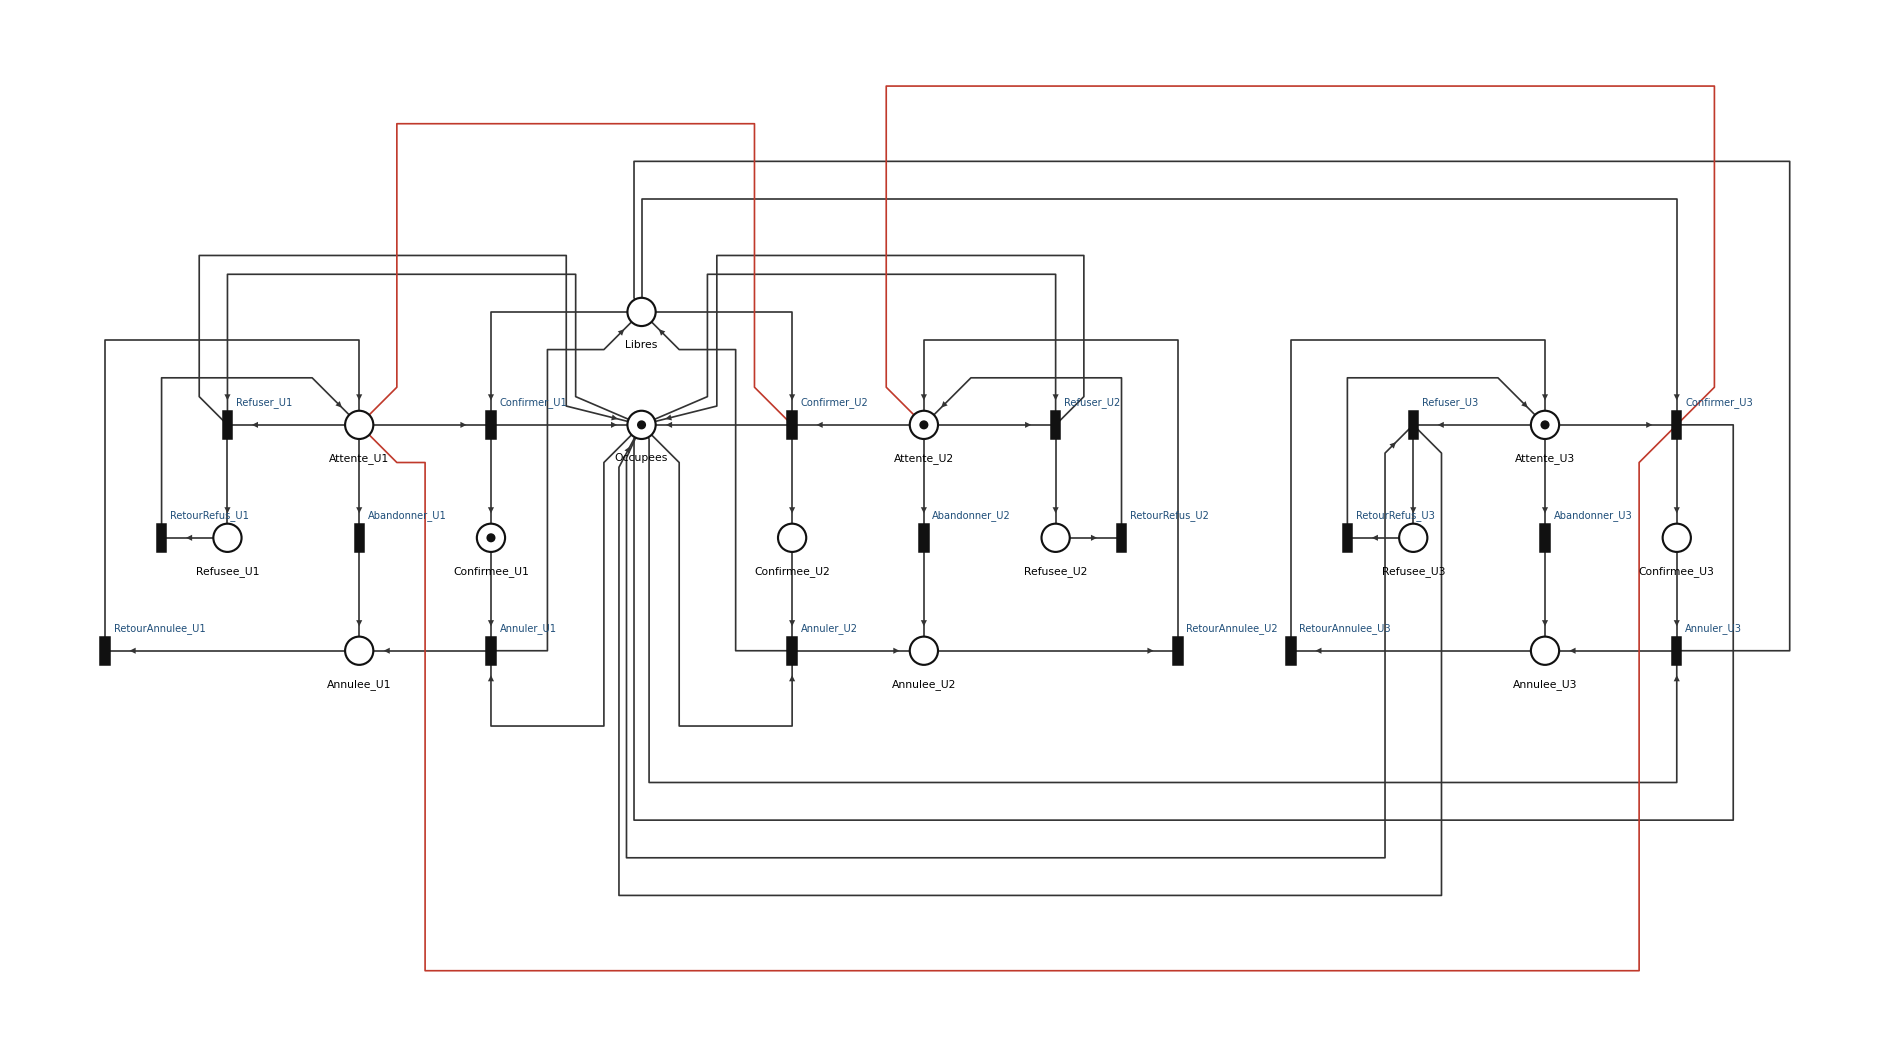 Libres
Refuser_U1
Confirmer_U1
Confirmer_U2
Refuser_U2
Refuser_U3
Confirmer_U3
Attente_U1
Occupees
Attente_U2
Attente_U3
RetourRefus_U1
Abandonner_U1
Abandonner_U2
RetourRefus_U2
RetourRefus_U3
Abandonner_U3
Refusee_U1
Confirmee_U1
Confirmee_U2
Refusee_U2
Refusee_U3
Confirmee_U3
RetourAnnulee_U1
Annuler_U1
Annuler_U2
RetourAnnulee_U2
RetourAnnulee_U3
Annuler_U3
Annulee_U1
Annulee_U2
Annulee_U3